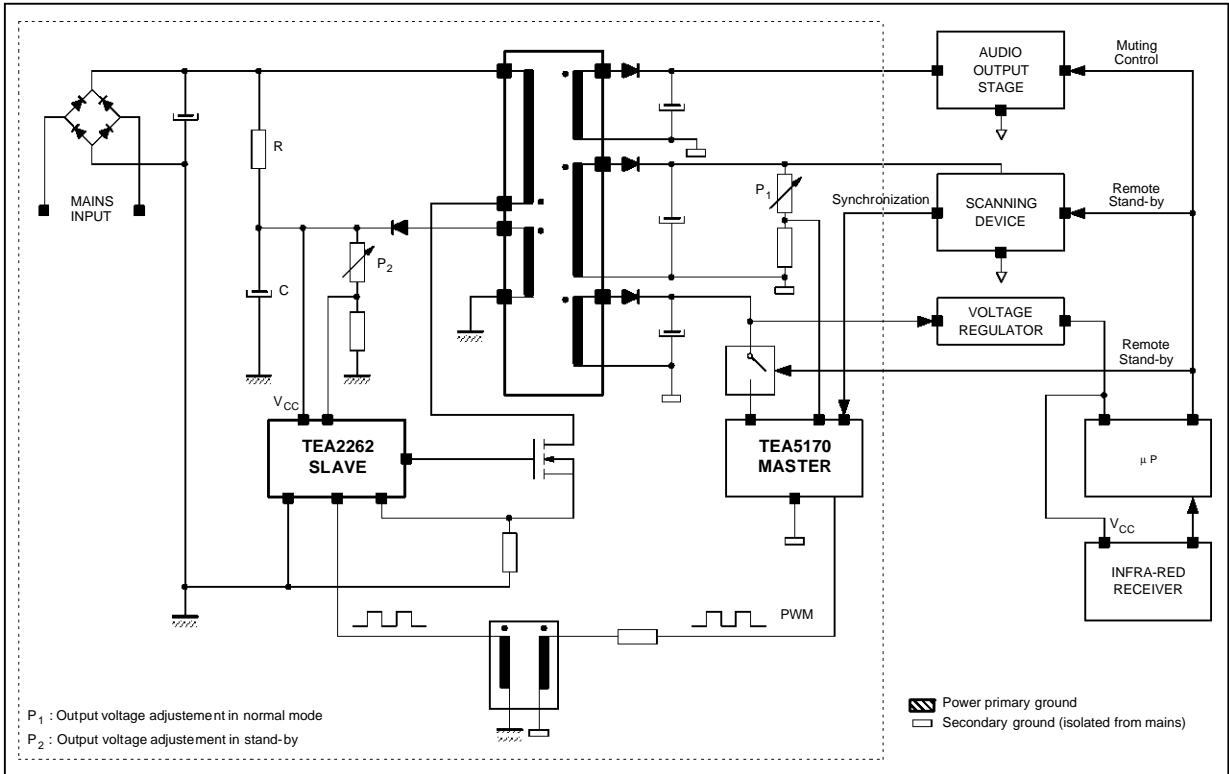 AUDIO
OUTPUT
STAGE
Muting
Control
R
MAINS
INPUT
P1
Synchronization
SCANNING
DEVICE
Remote
Stand-by
P2
C
VOLTAGE
REGULATOR
Remote
Stand-by
VCC
TEA2262
SLAVE
TEA5170
MASTER
μ P
VCC
INFRA-RED
RECEIVER
PWM
P1 : Output voltage adjustement in normal mode
P2 : Output voltage adjustement in stand-by
Power primary ground
Secondary ground (isolated from mains)